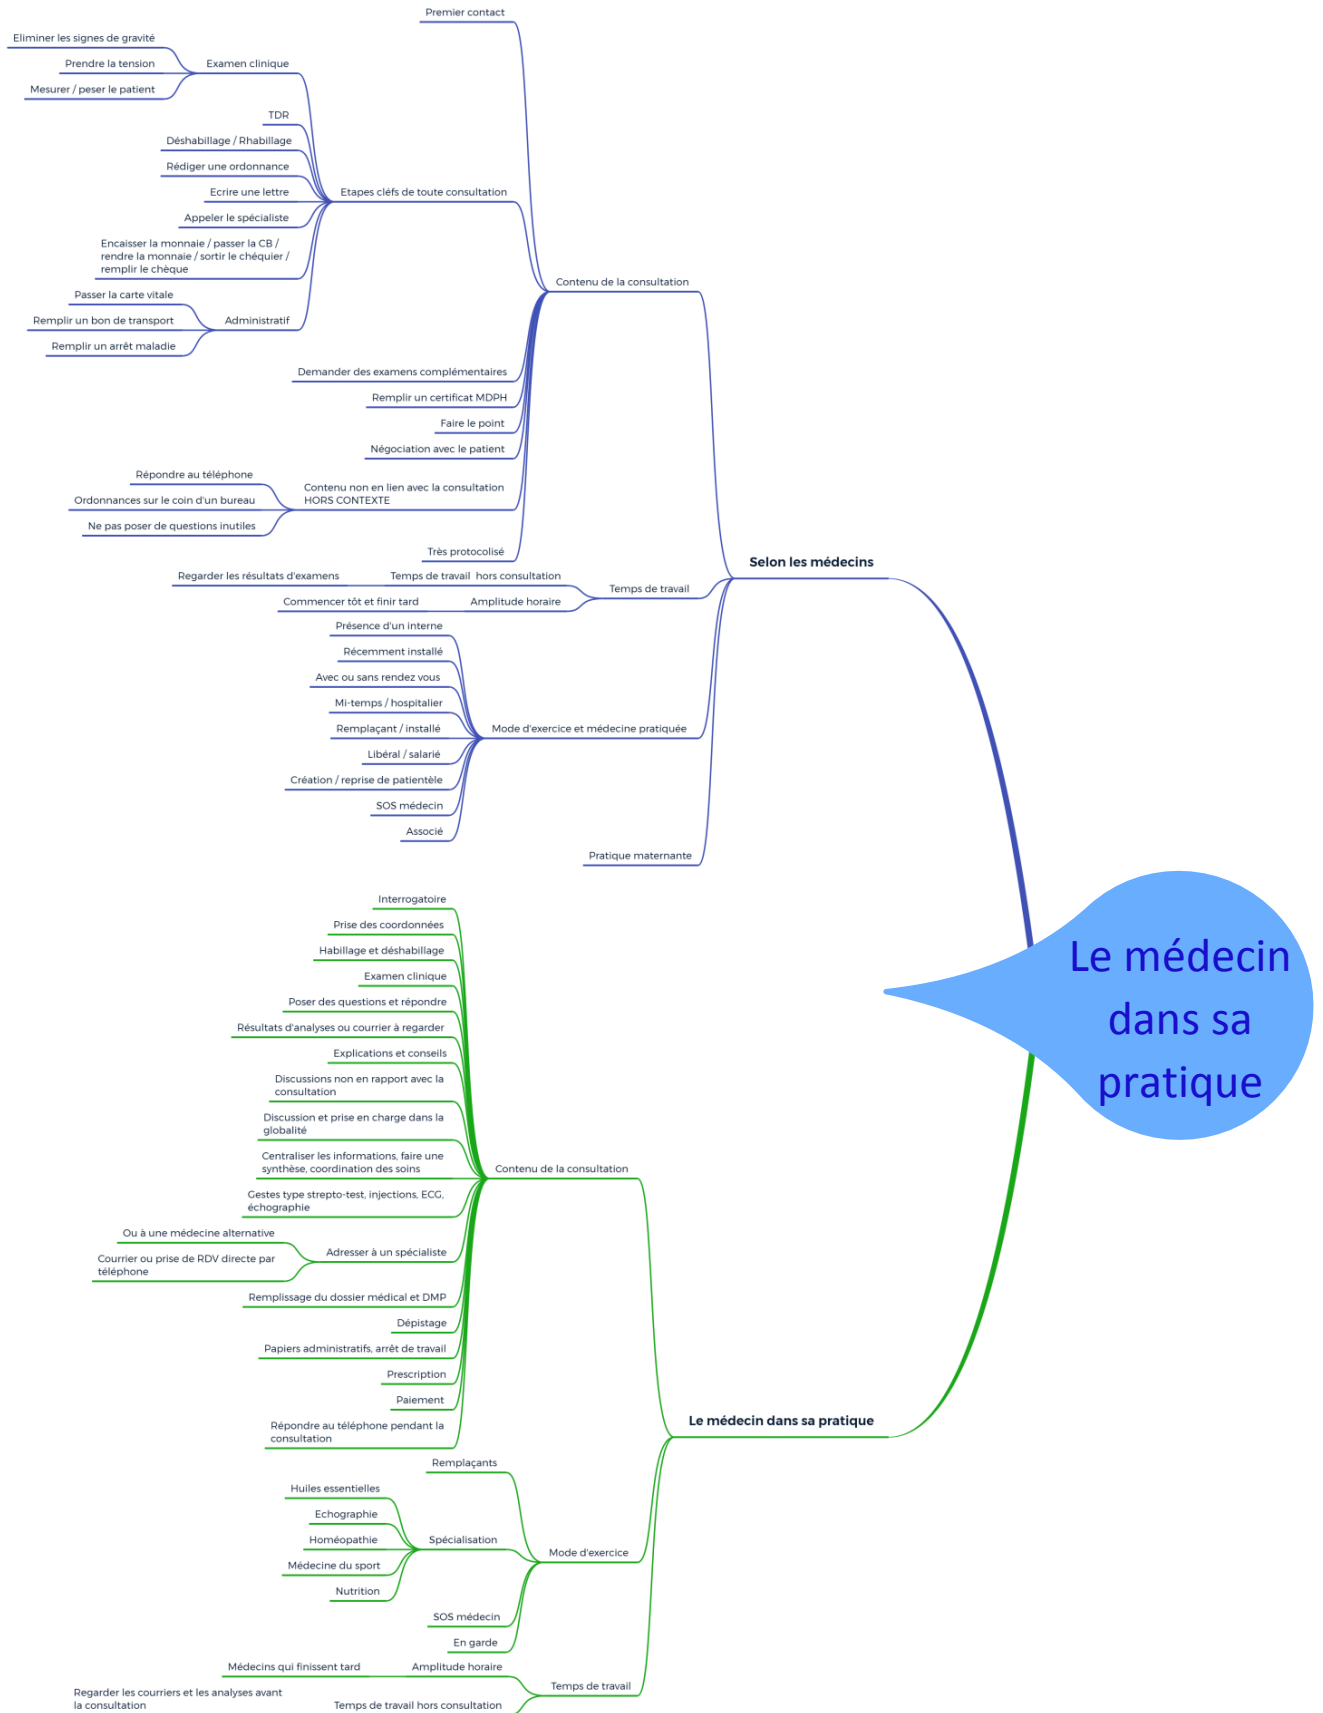 Premier contact
Eliminer les signes de gravité
Prendre la tension
Examen clinique
Mesurer / peser le patient
TDR
Déshabillage / Rhabillage
Rédiger une ordonnance
Ecrire une lettre
Etapes cléfs de toute consultation
Appeler le spécialiste
Encaisser la monnaie / passer la CB /
rendre la monnaie / sortir le chéquier /
remplir le chèque
Passer la carte vitale
Remplir un bon de transport
Administratif
Remplir un arrêt maladie
Contenu de la consultation
Demander des examens complémentaires
Remplir un certificat MDPH
Faire le point
Négociation avec le patient
Répondre au téléphone
Ordonnances sur le coin d'un bureau
Ne pas poser de questions inutiles
Contenu non en lien avec la consultation
HORS CONTEXTE
Très protocolisé
Selon les médecins
Regarder les résultats d'examens
Temps de travail  hors consultation
Temps de travail
Commencer tôt et finir tard
Amplitude horaire
Présence d'un interne
Récemment installé
Avec ou sans rendez vous
Mi-temps / hospitalier
Remplaçant / installé
Mode d'exercice et médecine pratiquée
Libéral / salarié
Création / reprise de patientèle
SOS médecin
Associé
Pratique maternante
Le médecin
dans sa
pratique
Interrogatoire
Prise des coordonnées
Habillage et déshabillage
Examen clinique
Poser des questions et répondre
Résultats d'analyses ou courrier à regarder
Explications et conseils
Discussions non en rapport avec la
consultation
Discussion et prise en charge dans la
globalité
Centraliser les informations, faire une
synthèse, coordination des soins
Contenu de la consultation
Gestes type strepto-test, injections, ECG,
échographie
Ou à une médecine alternative
Courrier ou prise de RDV directe par
téléphone
Adresser à un spécialiste
Remplissage du dossier médical et DMP
Dépistage
Papiers administratifs, arrêt de travail
Prescription
Paiement
Répondre au téléphone pendant la
consultation
Le médecin dans sa pratique
Remplaçants
Huiles essentielles
Echographie
Homéopathie
Spécialisation
Médecine du sport
Nutrition
Mode d'exercice
SOS médecin
En garde
Médecins qui finissent tard
Amplitude horaire
Temps de travail
Regarder les courriers et les analyses avant
la consultation
Temps de travail hors consultation